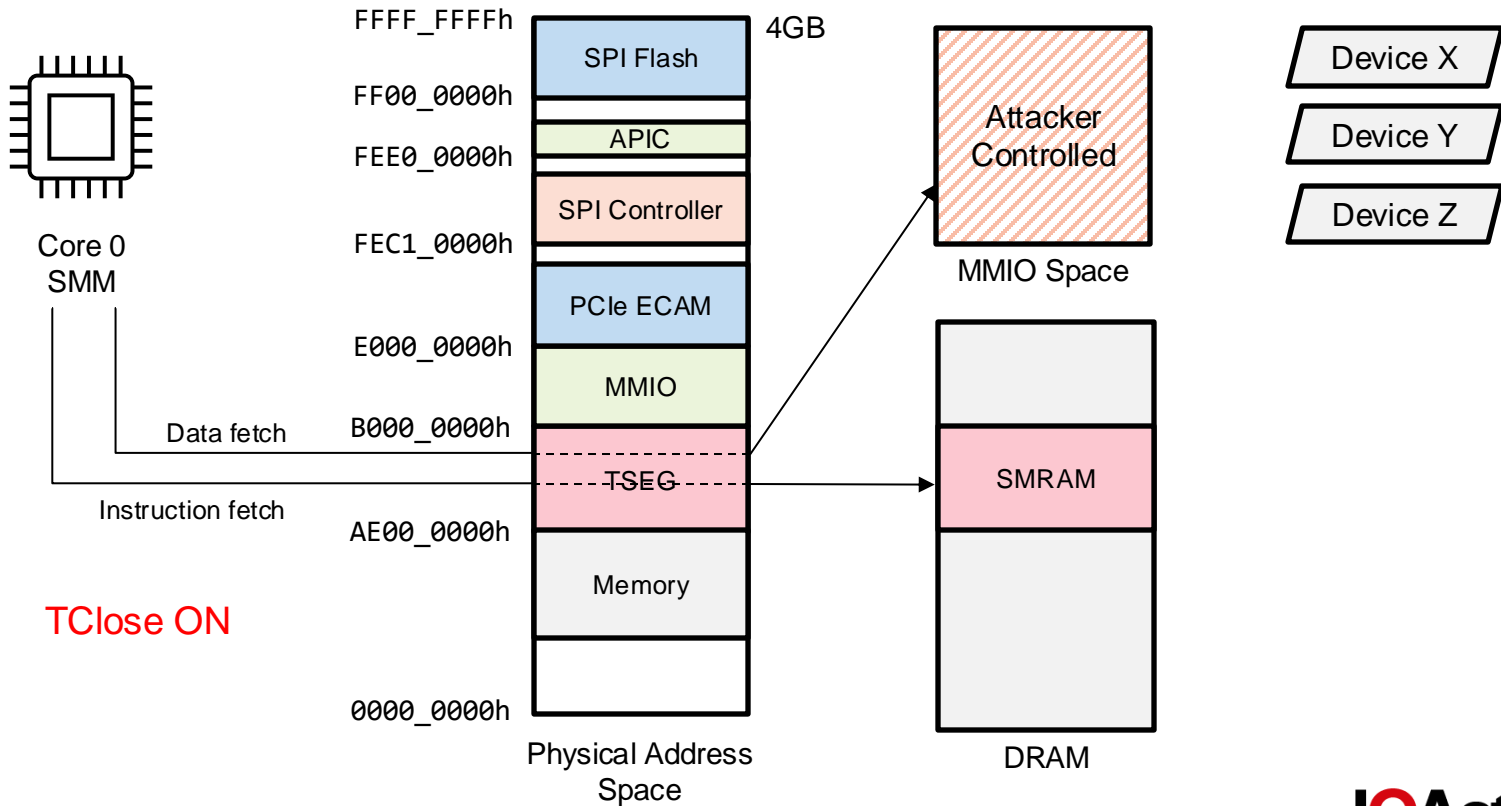 FFFF_FFFFh
4GB
SPI Flash
FF00_0000h
APIC
FEE0_0000h
SPI Controller
FEC1_0000h
PCIe ECAM
E000_0000h
MMIO
B000_0000h
TSEG
AE00_0000h
Memory
0000_0000h
Physical Address
Space
Core 0
SMM
Data fetch
Instruction fetch
TClose ON
Attacker
Controlled
MMIO Space
SMRAM
DRAM
Device X
Device Y
Device Z